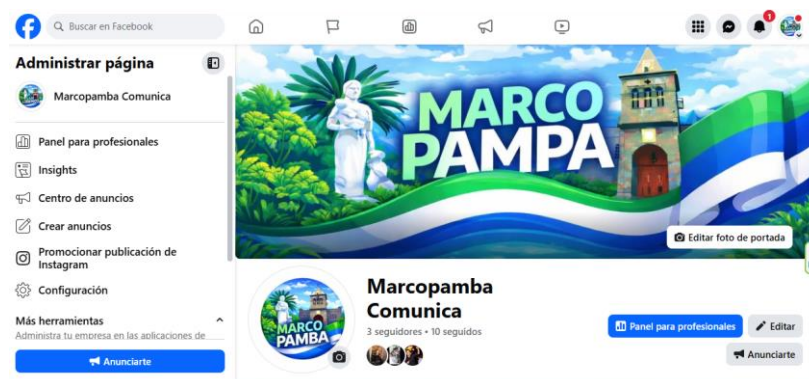 Buscar en Facebook
1
Administrar página
Marcopamba Comunica
Panel para profesionales
Insights
Centro de anuncios
Crear anuncios
Promocionar publicación de
Instagram
Configuración
Más herramientas
Administra tu empresa en las aplicaciones de
Anunciarte
MARCO
PAMPA
Editar foto de portada
MARCO
PAMBA
Marcopamba
Comunica
3 seguidores • 10 seguidos
Panel para profesionales
Editar
Anunciarte